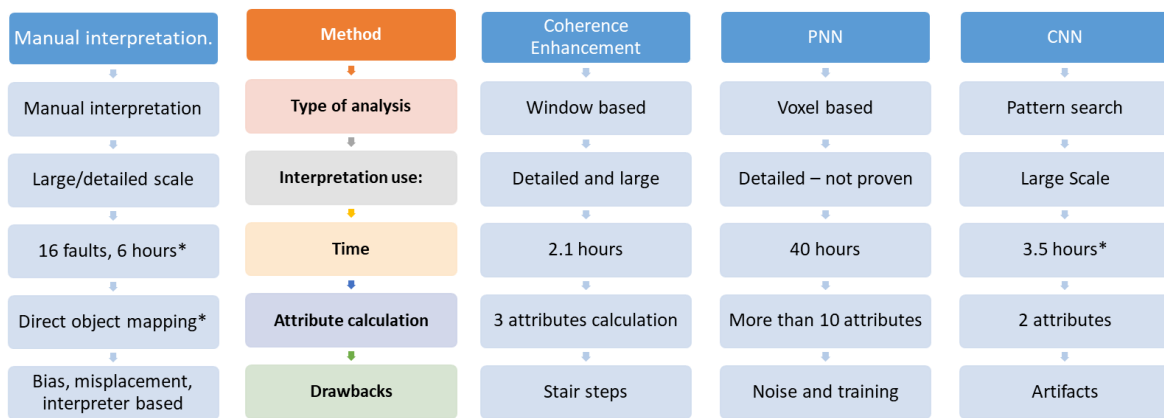 Manual interpretation.
Method
Coherence
Enhancement
PNN
CNN
Manual interpretation
Type of analysis
Window based
Voxel based
Pattern search
Large/detailed scale
Interpretation use:
Detailed and large
Detailed – not proven
Large Scale
16 faults, 6 hours*
Time
2.1 hours
40 hours
3.5 hours*
Direct object mapping*
Attribute calculation
3 attributes calculation
More than 10 attributes
2 attributes
Bias, misplacement,
interpreter based
Drawbacks
Stair steps
Noise and training
Artifacts